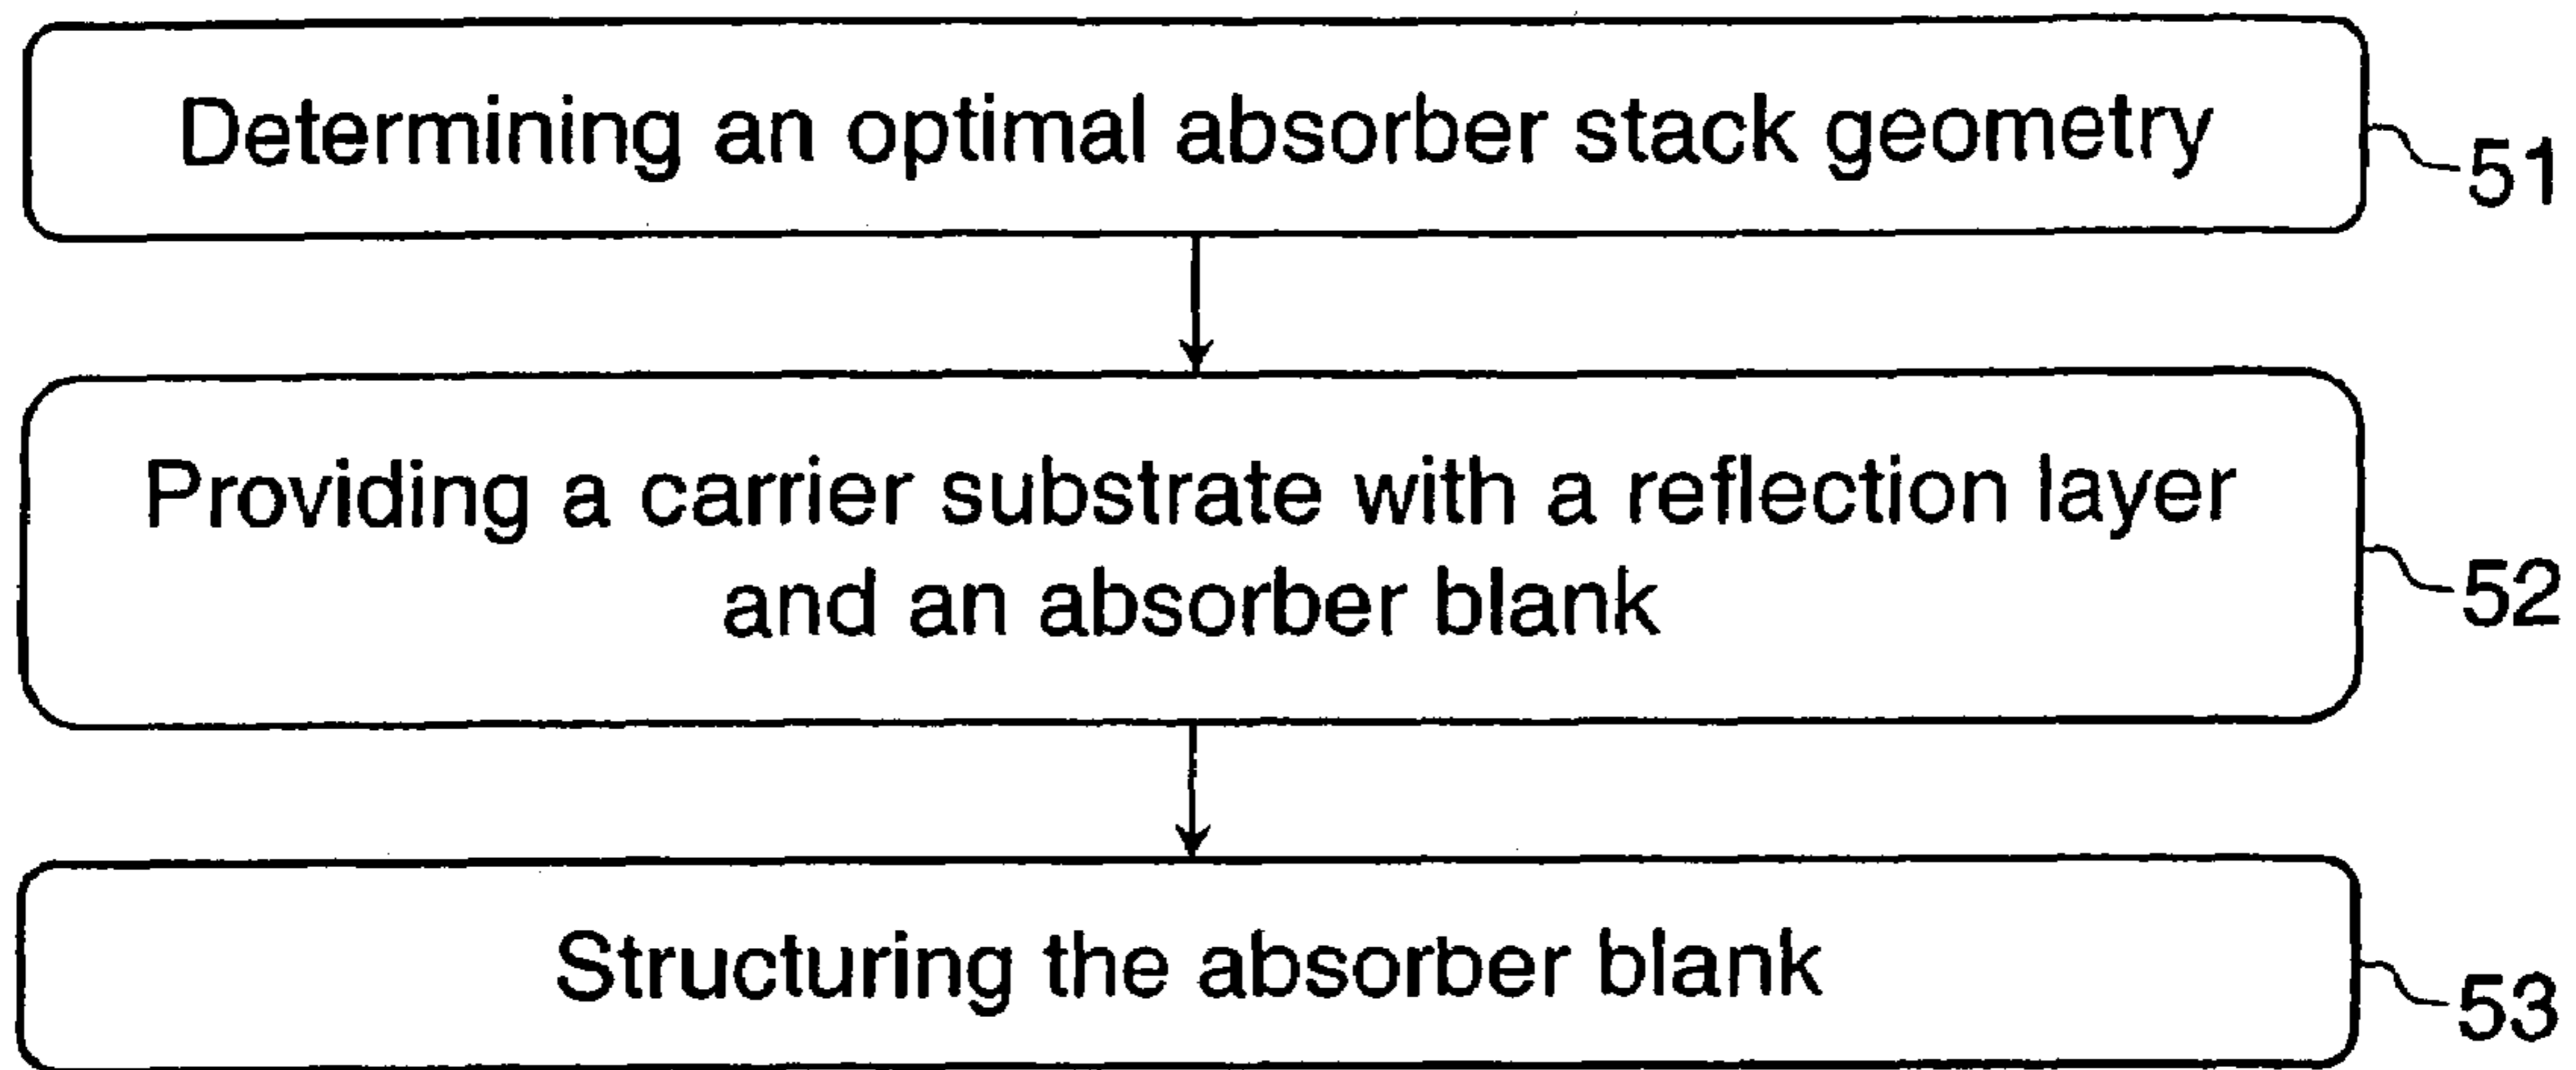 Determining an optimal absorber stack geometry
51
Providing a carrier substrate with a reflection layer
and an absorber blank
52
Structuring the absorber blank
53